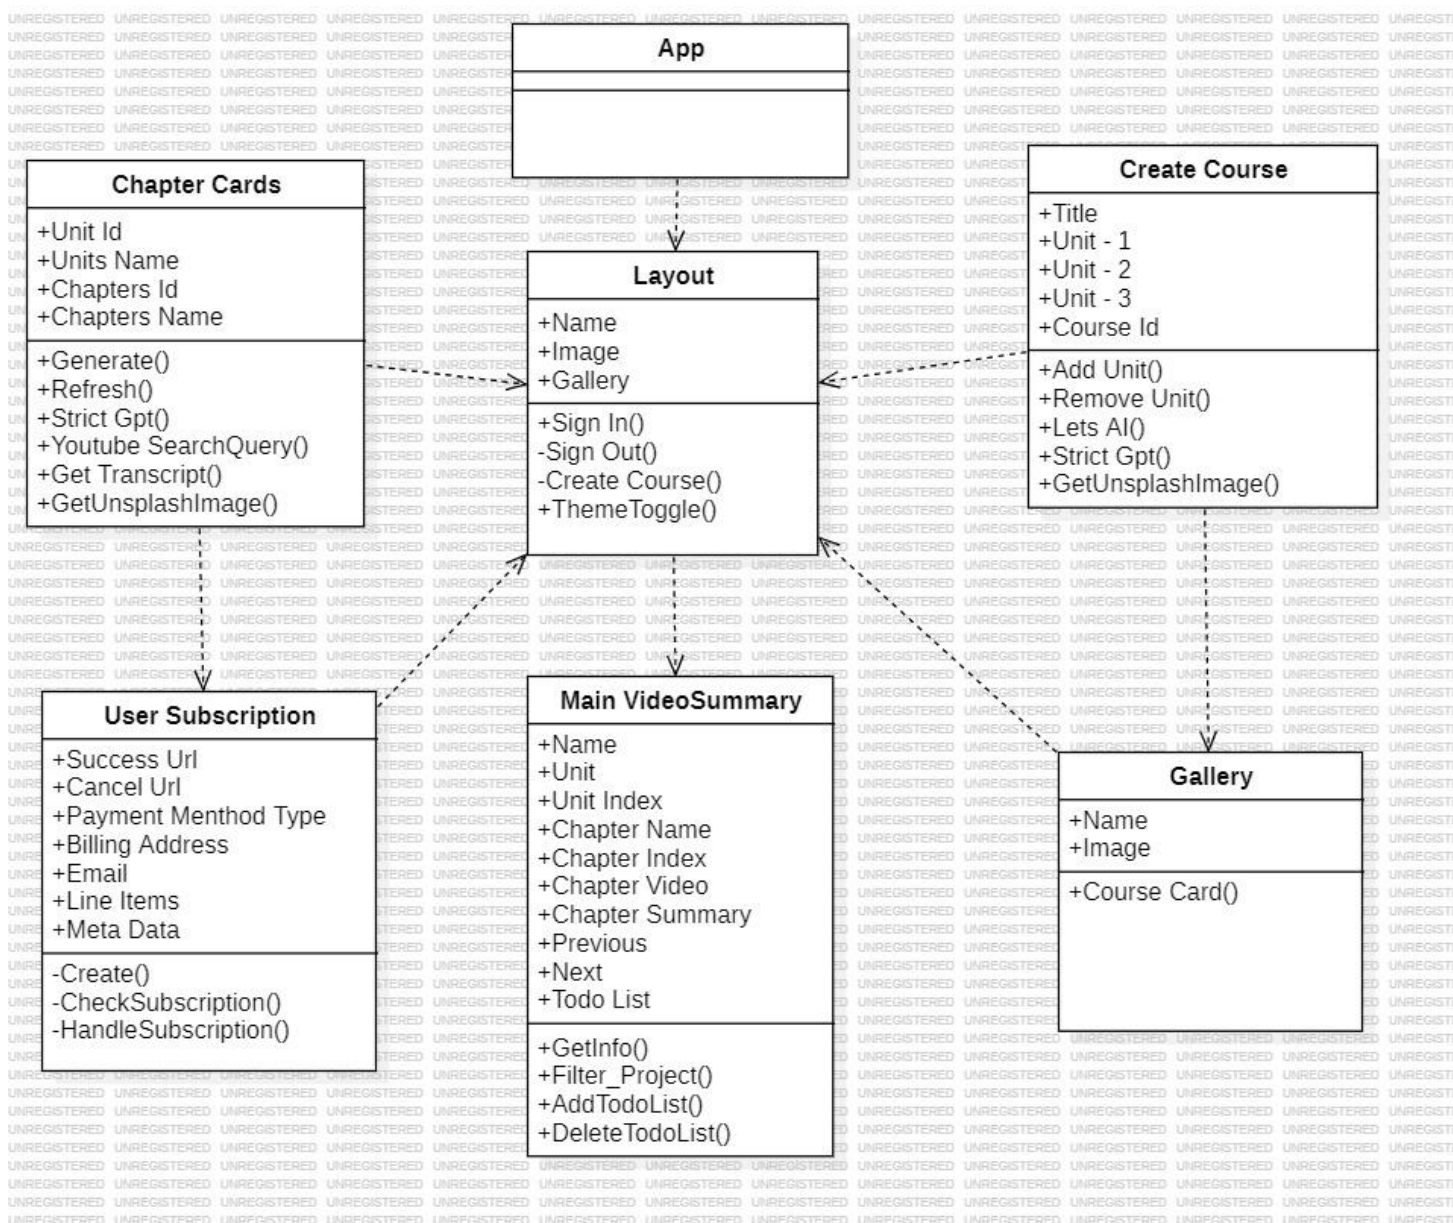 App
Chapter Cards
+Unit Id
+Units Name
+Chapters Id
+Chapters Name
+Generate()
+Refresh()
+Strict Gpt()
+Youtube SearchQuery()
+Get Transcript()
+GetUnsplashImage()
Layout
+Name
+Image
+Gallery
+Sign In()
-Sign Out()
-Create Course()
+ThemeToggle()
Create Course
+Title
+Unit - 1
+Unit - 2
+Unit - 3
+Course Id
+Add Unit()
+Remove Unit()
+Lets AI()
+Strict Gpt()
+GetUnsplashImage()
User Subscription
+Success Url
+Cancel Url
+Payment Menthod Type
+Billing Address
+Email
+Line Items
+Meta Data
-Create()
-CheckSubscription()
-HandleSubscription()
Main VideoSummary
+Name
+Unit
+Unit Index
+Chapter Name
+Chapter Index
+Chapter Video
+Chapter Summary
+Previous
+Next
+Todo List
+GetInfo()
+Filter_Project()
+AddTodoList()
+DeleteTodoList()
Gallery
+Name
+Image
+Course Card()
UNREGISTERED